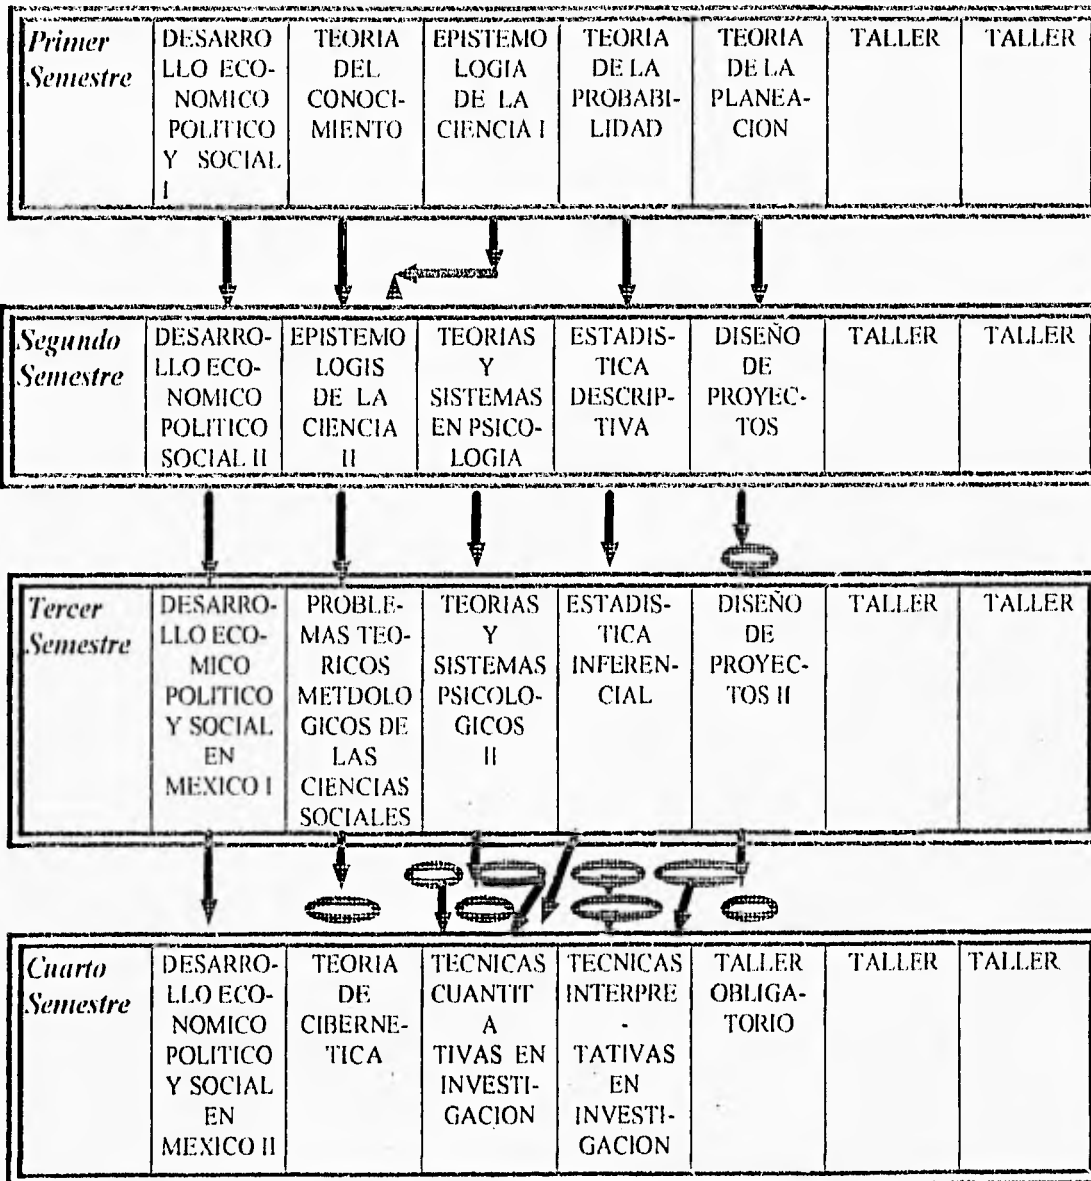 Primer
Semestre
DESARRO
LLO ECO-
NOMICO
POLITICO
Y SOCIAL
I
TEORIA
DEL
CONOCI-
MIENTO
EPISTEMO
LOGIA
DE LA
CIENCIA I
TEORIA
DE LA
PROBABI-
LIDAD
TEORIA
DE LA
PLANEA-
CION
TALLER
TALLER
Segundo
Semestre
DESARRO-
LLO ECO-
NOMICO
POLITICO
SOCIAL II
EPISTEMO
LOGIS
DE LA
CIENCIA
II
TEORIAS
Y
SISTEMAS
EN PSICO-
LOGIA
ESTADIS-
TICA
DESCRIP-
TIVA
DISEÑO
DE
PROYEC-
TOS
TALLER
TALLER
Tercer
Semestre
DESARRO-
LLO ECO-
MICO
POLITICO
Y SOCIAL
EN
MEXICO I
PROBLE-
MAS TEO-
RICOS
METDOLO
GICOS DE
LAS
CIENCIAS
SOCIALES
TEORIAS
Y
SISTEMAS
PSICOLO-
GICOS
II
ESTADIS-
TICA
INFEREN-
CIAL
DISEÑO
DE
PROYEC-
TOS II
TALLER
TALLER
Cuarto
Semestre
DESARRO-
LLO ECO-
NOMICO
POLITICO
Y SOCIAL
EN
MEXICO II
TEORIA
DE
CIBERNE-
TICA
TECNICAS
CUANTIT
A
TIVAS EN
INVESTI-
GACION
TECNICAS
INTERPRE
-
TATIVAS
EN
INVESTI-
GACION
TALLER
OBLIGA-
TORIO
TALLER
TALLER